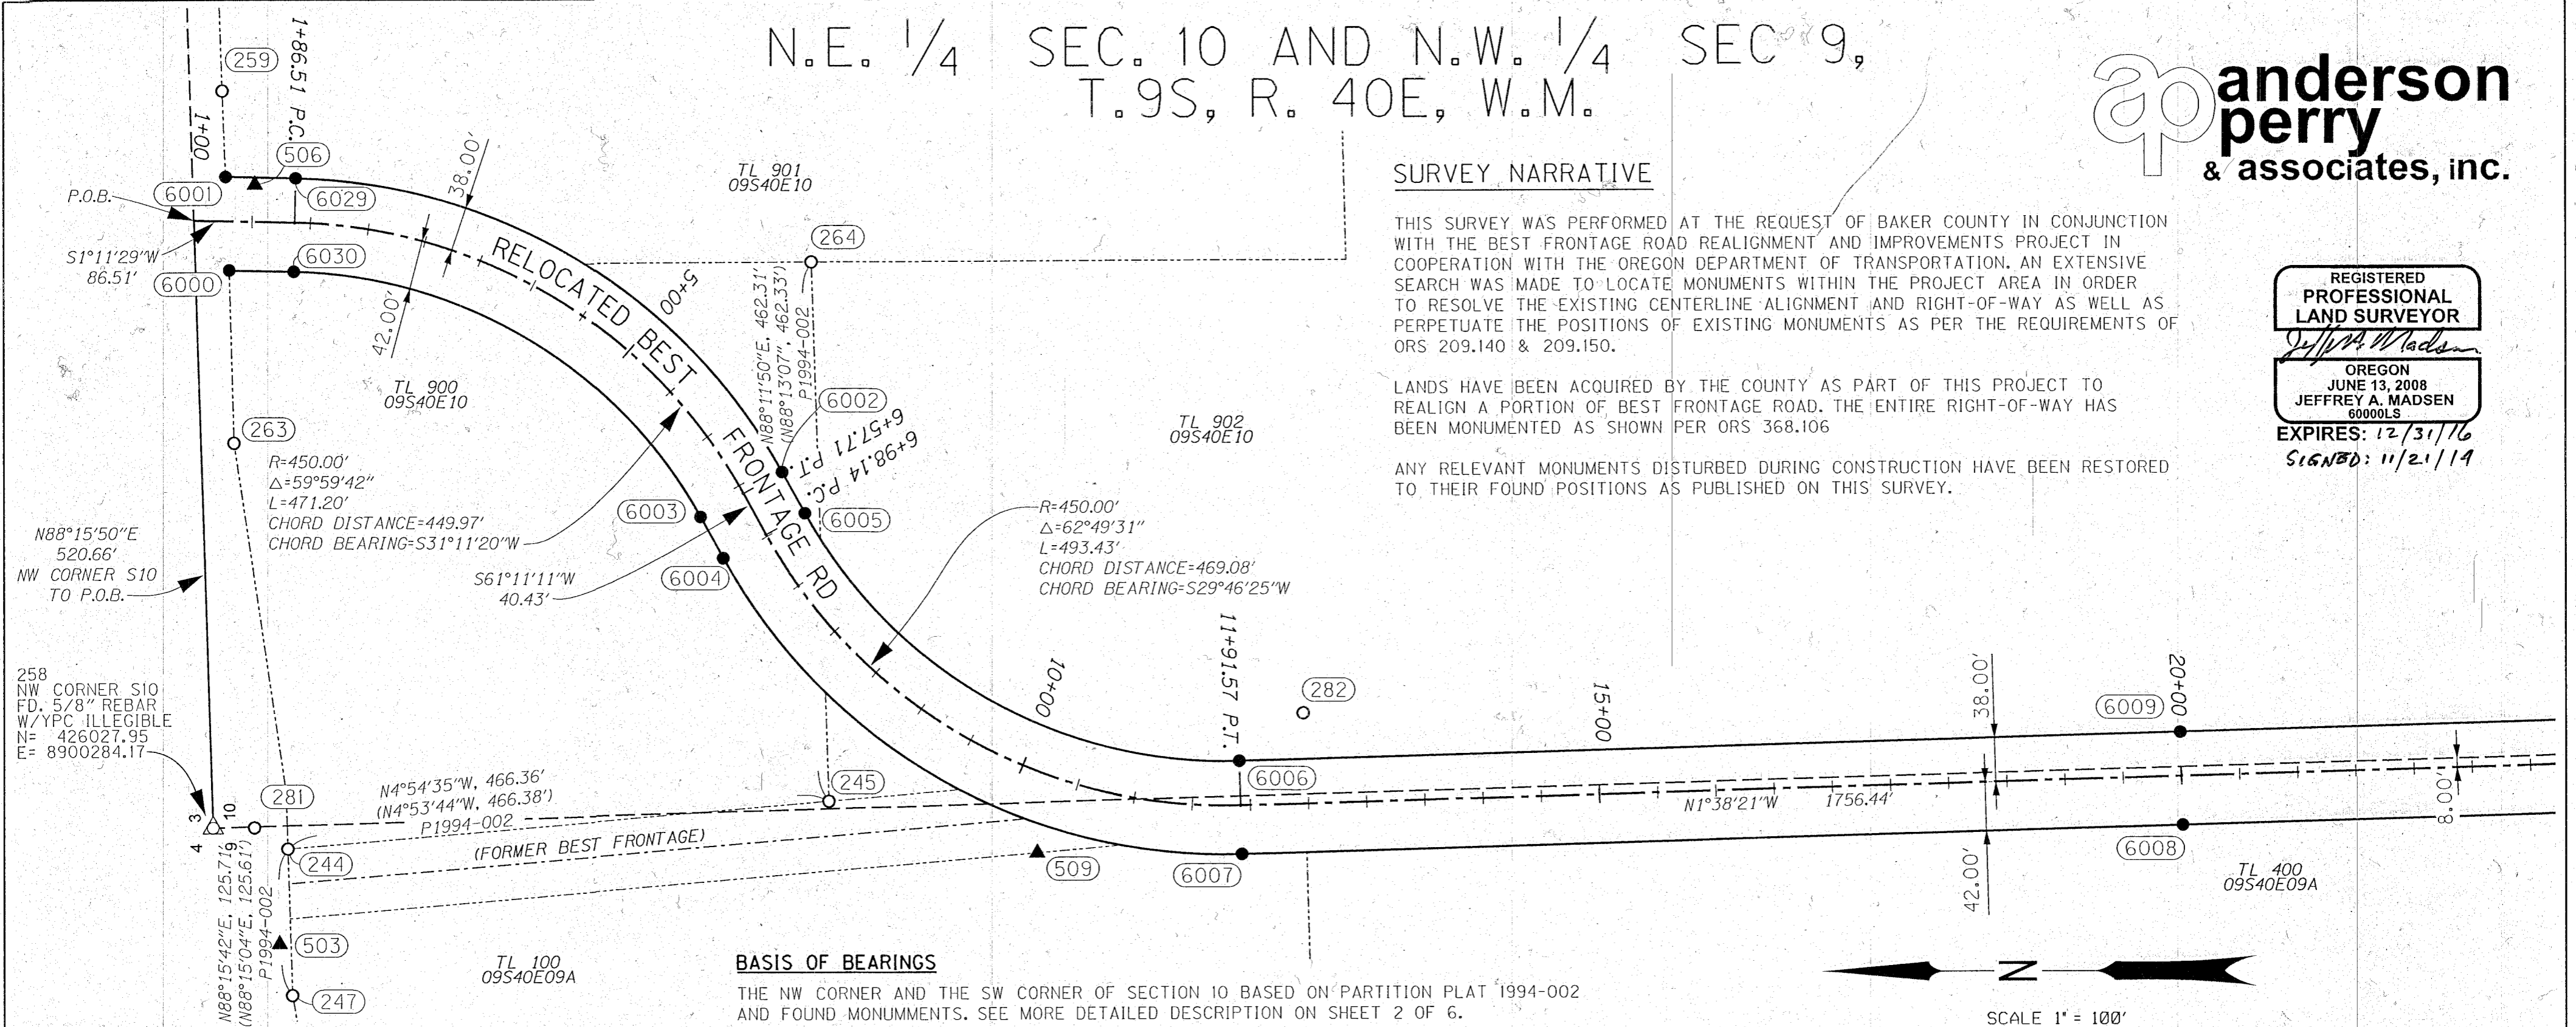 N.E. 1/4 SEC. 10 AND N.W. 1/4 SEC 9,
T.9S, R. 40E, W.M.
anderson
perry
& associates, inc.
SURVEY NARRATIVE
THIS SURVEY WAS PERFORMED AT THE REQUEST OF BAKER COUNTY IN CONJUNCTION
WITH THE BEST FRONTAGE ROAD REALIGNMENT AND IMPROVEMENTS PROJECT IN
COOPERATION WITH THE OREGON DEPARTMENT OF TRANSPORTATION. AN EXTENSIVE
SEARCH WAS MADE TO LOCATE MONUMENTS WITHIN THE PROJECT AREA IN ORDER
TO RESOLVE THE EXISTING CENTERLINE ALIGNMENT AND RIGHT-OF-WAY AS WELL AS
PERPETUATE THE POSITIONS OF EXISTING MONUMENTS AS PER THE REQUIREMENTS OF
ORS 209.140 & 209.150.
LANDS HAVE BEEN ACQUIRED BY THE COUNTY AS PART OF THIS PROJECT TO
REALIGN A PORTION OF BEST FRONTAGE ROAD. THE ENTIRE RIGHT-OF-WAY HAS
BEEN MONUMENTED AS SHOWN PER ORS 368.106
ANY RELEVANT MONUMENTS DISTURBED DURING CONSTRUCTION HAVE BEEN RESTORED
TO THEIR FOUND POSITIONS AS PUBLISHED ON THIS SURVEY.
REGISTERED
PROFESSIONAL
LAND SURVEYOR
Jeffrey A. Madsen
OREGON
JUNE 13, 2008
JEFFREY A. MADSEN
60000LS
EXPIRES: 12/31/16
SIGNED: 11/21/14
259
1+86.51 P.C.
1+00
506
6001
6029
P.O.B.
38.00'
TL 901
09S40E10
264
S1°11'29"W
86.51'
6000
6030
42.00'
RELOCATED BEST
FRONTAGE RD
5+00
N88°11'50"E, 462.31'
(N88°13'07", 462.33')
P1994-002
6002
6+57.71 P.T.
6+98.14 P.C.
6005
TL 900
09S40E10
TL 902
09S40E10
263
R=450.00'
Δ=59°59'42"
L=471.20'
CHORD DISTANCE=449.97'
CHORD BEARING=S31°11'20"W
6003
6004
S61°11'11"W
40.43'
R=450.00'
Δ=62°49'31"
L=493.43'
CHORD DISTANCE=469.08'
CHORD BEARING=S29°46'25"W
N88°15'50"E
520.66'
NW CORNER S10
TO P.O.B.
258
NW CORNER S10
FD. 5/8" REBAR
W/YPC ILLEGIBLE
N= 426027.95
E= 8900284.17
3 10
4 9
281
N4°54'35"W, 466.36'
(N4°53'44"W, 466.38')
P1994-002
245
(FORMER BEST FRONTAGE)
244
509
N88°15'42"E, 125.71'
(N88°15'04"E, 125.61')
P1994-002
503
247
TL 100
09S40E09A
10+00
11+91.57 P.T.
282
6006
6007
15+00
N1°38'21"W 1756.44'
38.00'
42.00'
6009
20+00
6008
8.00'
TL 400
09S40E09A
BASIS OF BEARINGS
THE NW CORNER AND THE SW CORNER OF SECTION 10 BASED ON PARTITION PLAT 1994-002
AND FOUND MONUMMENTS. SEE MORE DETAILED DESCRIPTION ON SHEET 2 OF 6.
N
SCALE 1" = 100'